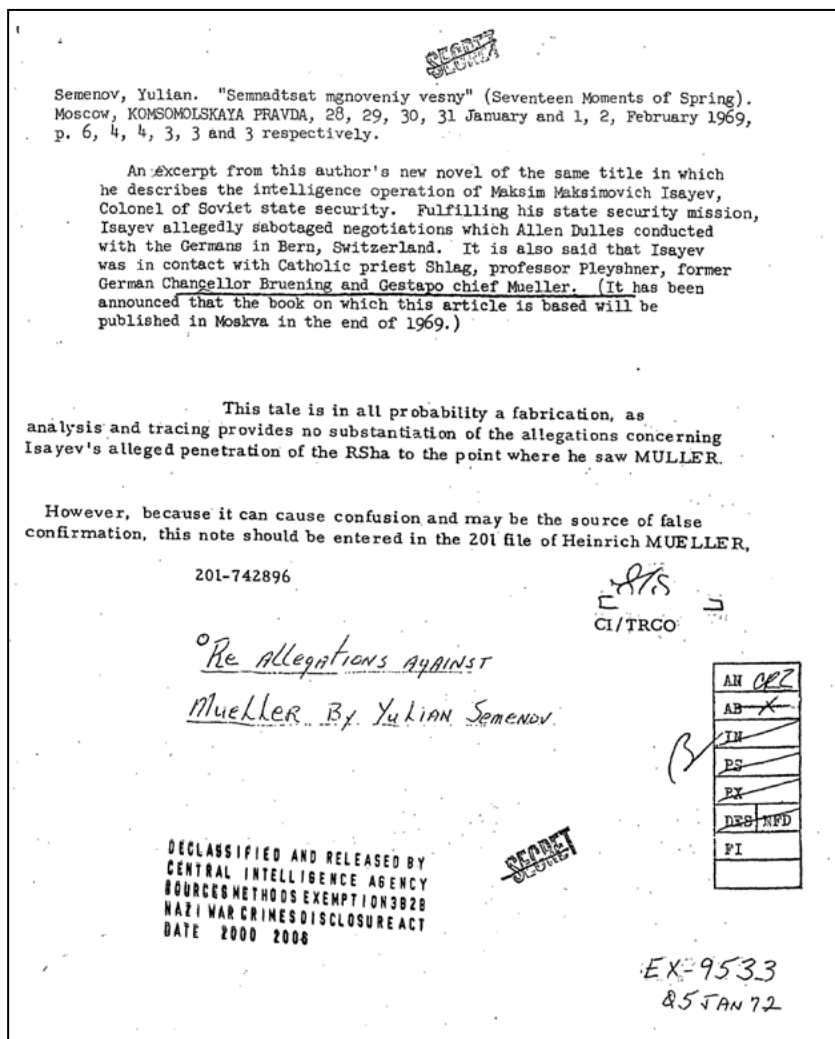 SECRET
Semenov, Yulian. "Semnadtsat mgnoveniy vesny" (Seventeen Moments of Spring).
Moscow, KOMSOMOLSKAYA PRAVDA, 28, 29, 30, 31 January and 1, 2, February 1969,
p. 6, 4, 4, 3, 3 and 3 respectively.
An excerpt from this author's new novel of the same title in which
he describes the intelligence operation of Maksim Maksimovich Isayev,
Colonel of Soviet state security. Fulfilling his state security mission,
Isayev allegedly sabotaged negotiations which Allen Dulles conducted
with the Germans in Bern, Switzerland. It is also said that Isayev
was in contact with Catholic priest Shlag, professor Pleyshner, former
German Chancellor Bruening and Gestapo chief Mueller. (It has been
announced that the book on which this article is based will be
published in Moskva in the end of 1969.)
This tale is in all probability a fabrication, as
analysis and tracing provides no substantiation of the allegations concerning
Isayev's alleged penetration of the RSha to the point where he saw MULLER.
However, because it can cause confusion and may be the source of false
confirmation, this note should be entered in the 201 file of Heinrich MUELLER,
201-742896
CI/TRCO
Re Allegations against
Mueller By Yulian Semenov.
AN CRZ
AB X
IN
PS
PX
DES NFD
FI
B
SECRET
DECLASSIFIED AND RELEASED BY
CENTRAL INTELLIGENCE AGENCY
SOURCES METHODS EXEMPTION 3B2B
NAZI WAR CRIMES DISCLOSURE ACT
DATE 2000 2006
EX-9533
25 JAN 72